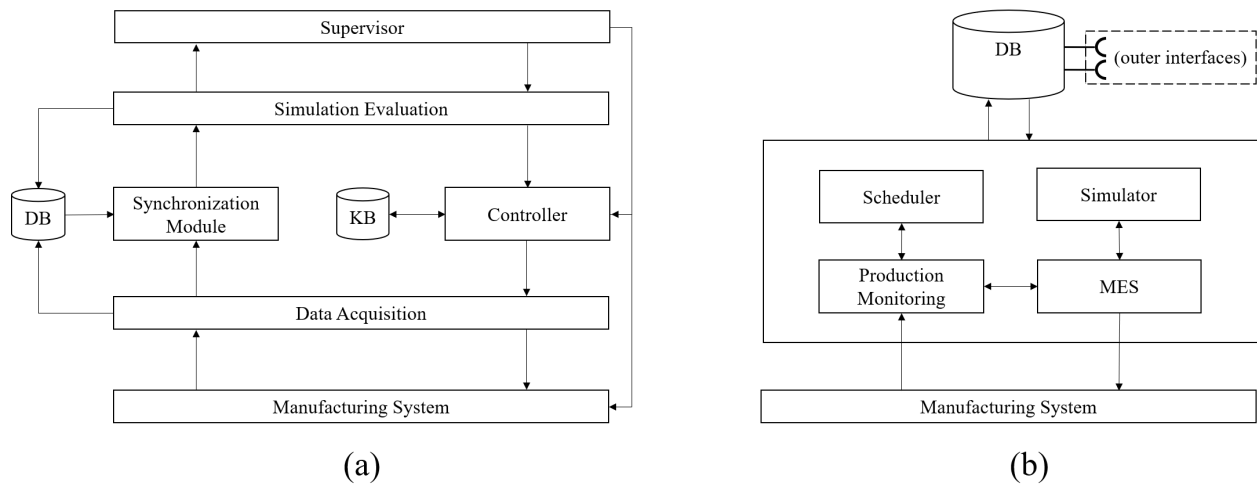 Supervisor
Simulation Evaluation
DB
Synchronization
Module
KB
Controller
Data Acquisition
Manufacturing System
(a)
DB
(outer interfaces)
Scheduler
Simulator
Production
Monitoring
MES
Manufacturing System
(b)